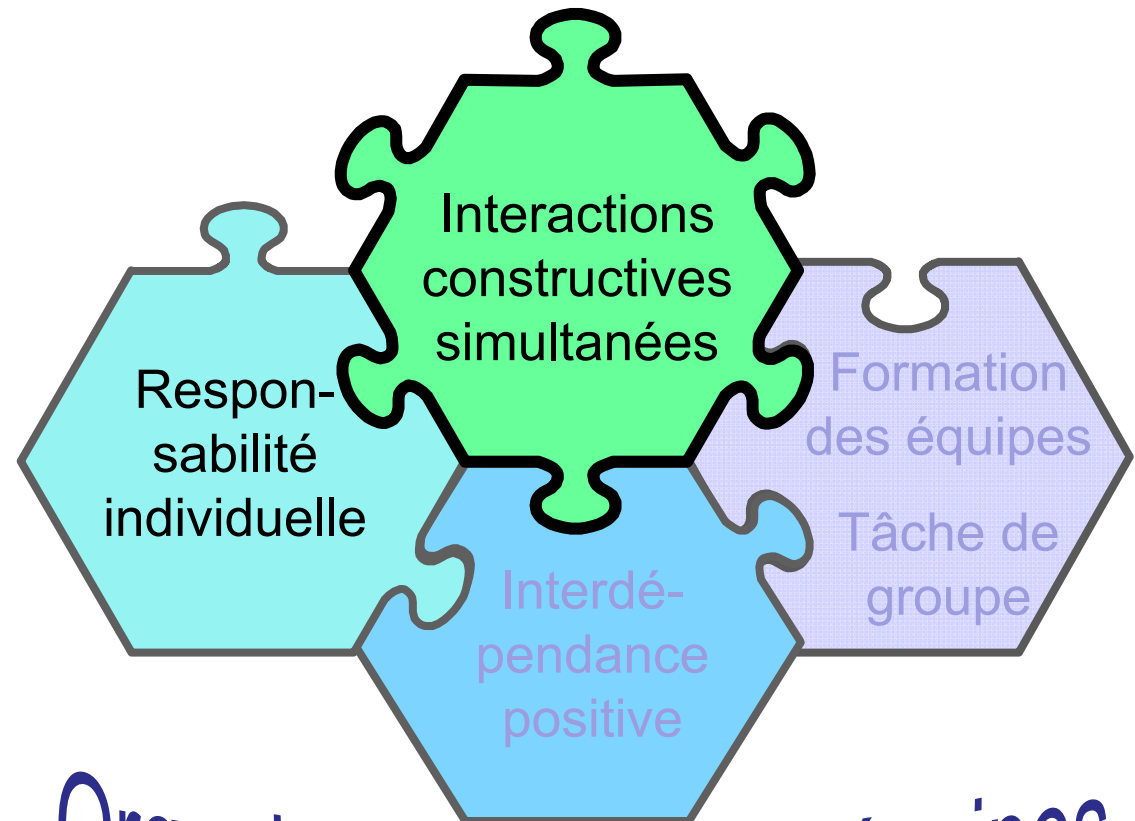 Interactions
constructives
simultanées
Respon-
sabilité
individuelle
Formation
des équipes
Tâche de
groupe
Interdé-
pendance
positive